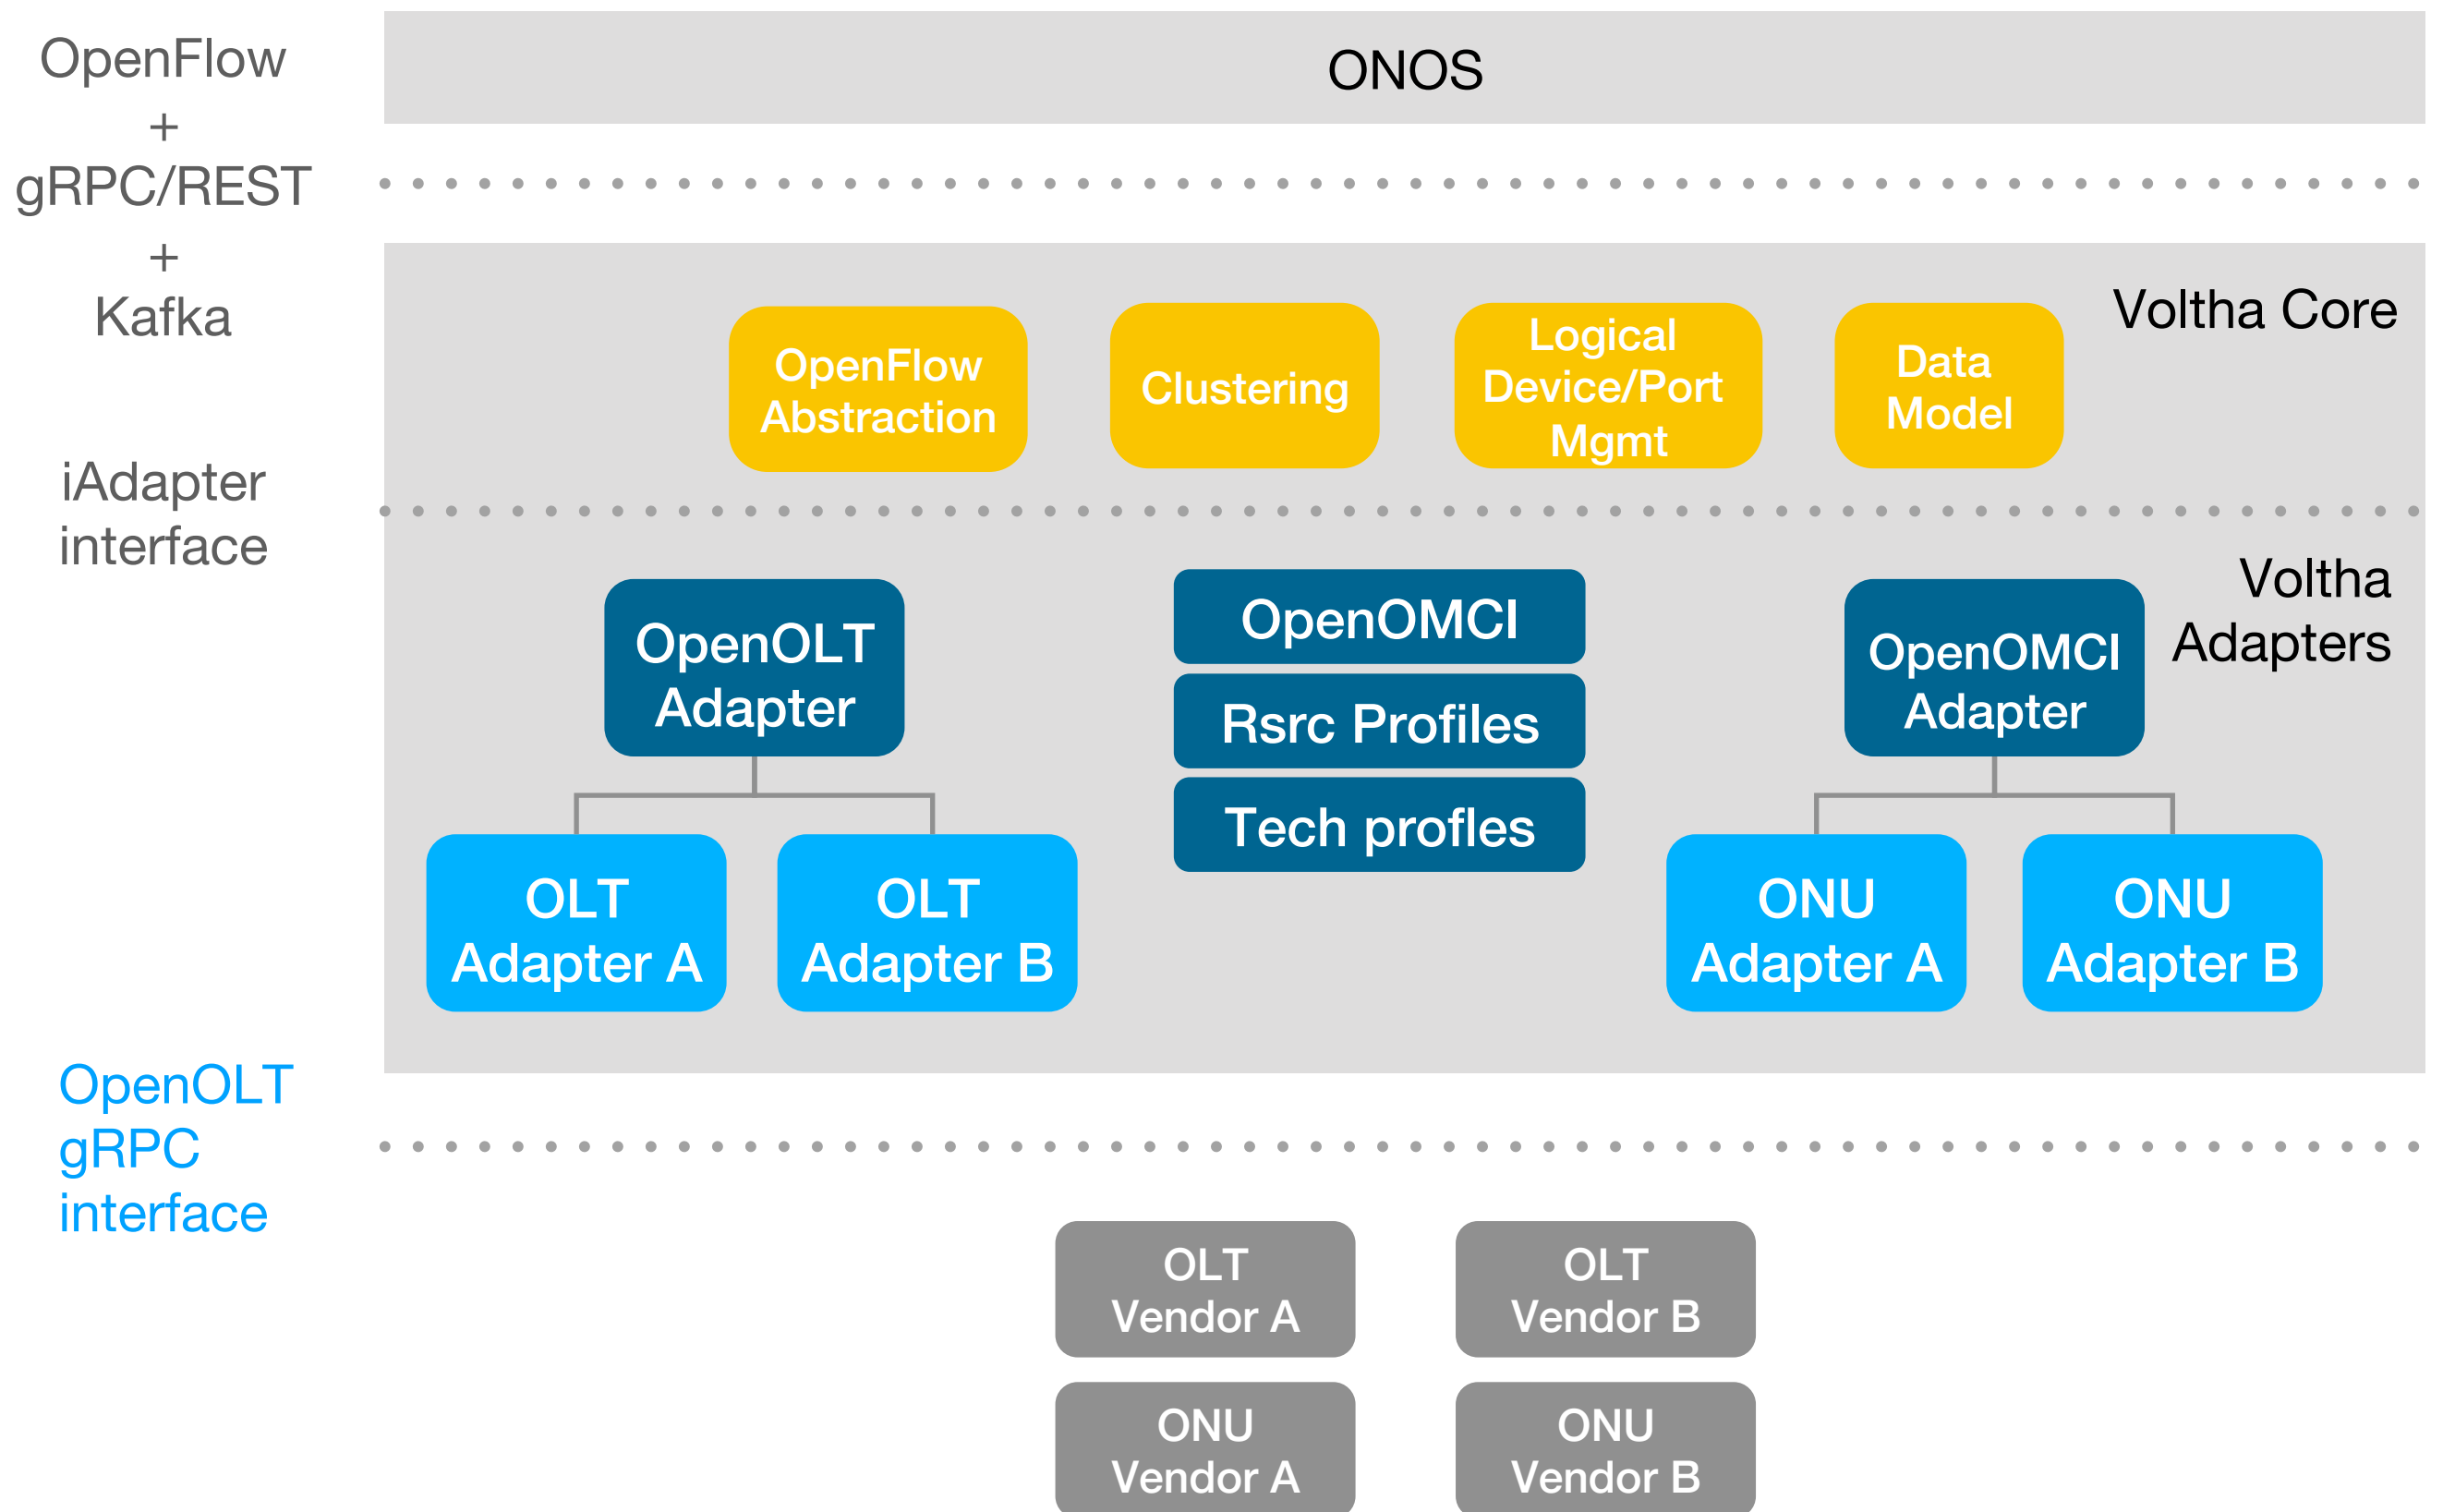 OpenFlow
+
gRPC/REST
+
Kafka
iAdapter
interface
OpenOLT
gRPC
interface
ONOS
Voltha Core
OpenFlow
Abstraction
Clustering
Logical
Device/Port
Mgmt
Data
Model
Voltha
Adapters
OpenOLT
Adapter
OpenOMCI
Rsrc Profiles
Tech profles
OpenOMCI
Adapter
OLT
Adapter A
OLT
Adapter B
ONU
Adapter A
ONU
Adapter B
OLT
Vendor A
OLT
Vendor B
ONU
Vendor A
ONU
Vendor B